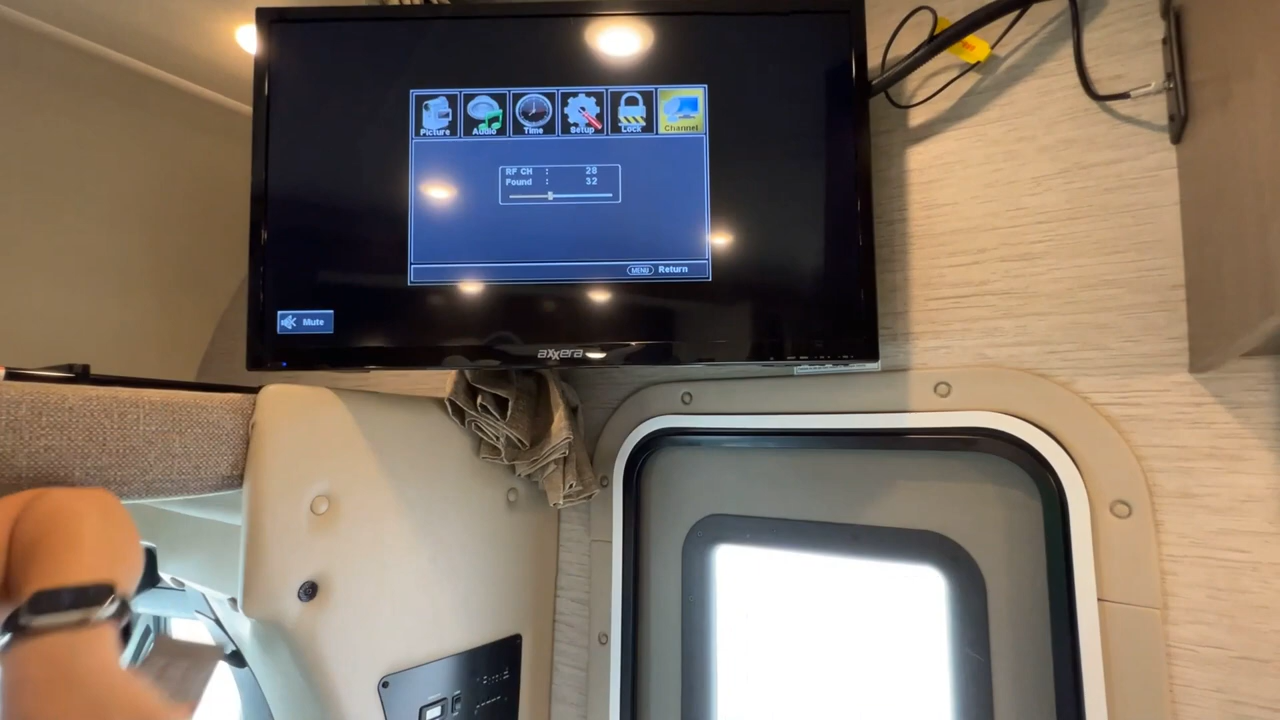 Picture Audio Time Setup Lock Channel
RF CH : 28
Found : 32
MENU Return
Mute
axxera